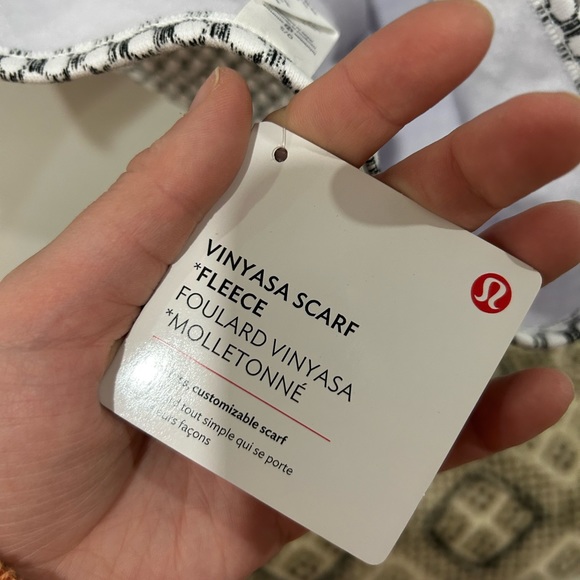 VINYASA SCARF
*FLEECE
FOULARD VINYASA
*MOLLETONNÉ
customizable scarf
tout simple qui se porte
façons